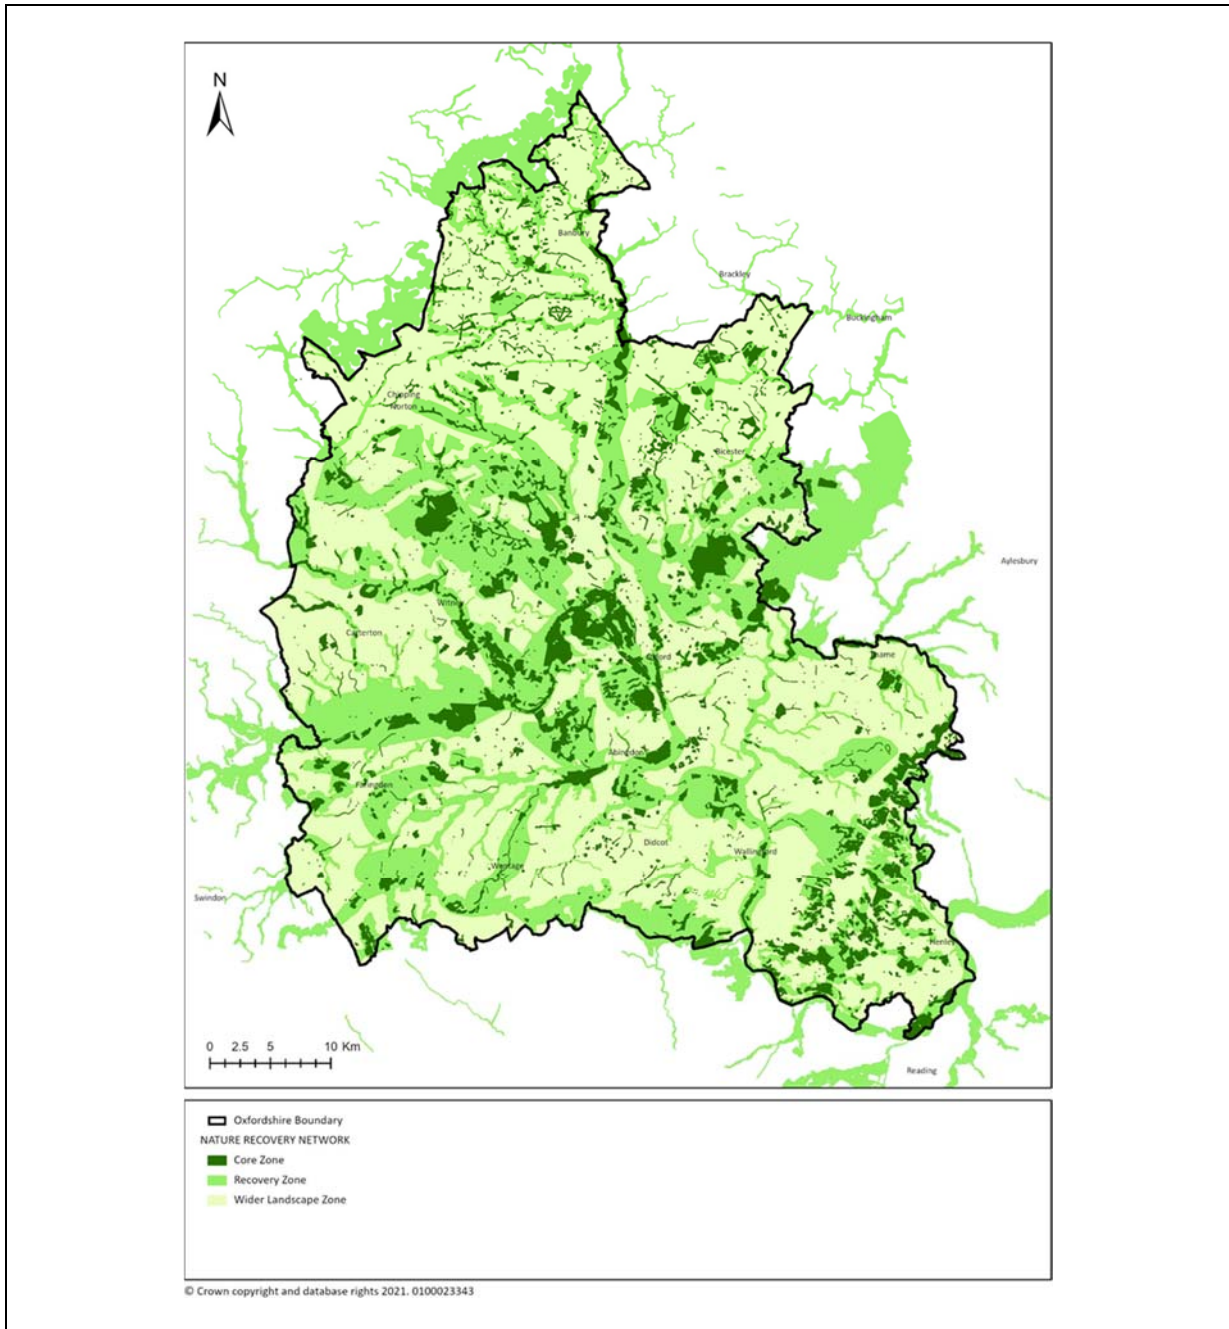 N
Banbury
Brackley
Buckingham
Chipping
Norton
Bicester
Aylesbury
Witney
Carterton
Oxford
Thame
Abingdon
Faringdon
Didcot
Wallingford
Wantage
Swindon
Henley
0 2.5 5 10 Km
Reading
Oxfordshire Boundary
NATURE RECOVERY NETWORK
Core Zone
Recovery Zone
Wider Landscape Zone
© Crown copyright and database rights 2021. 0100023343